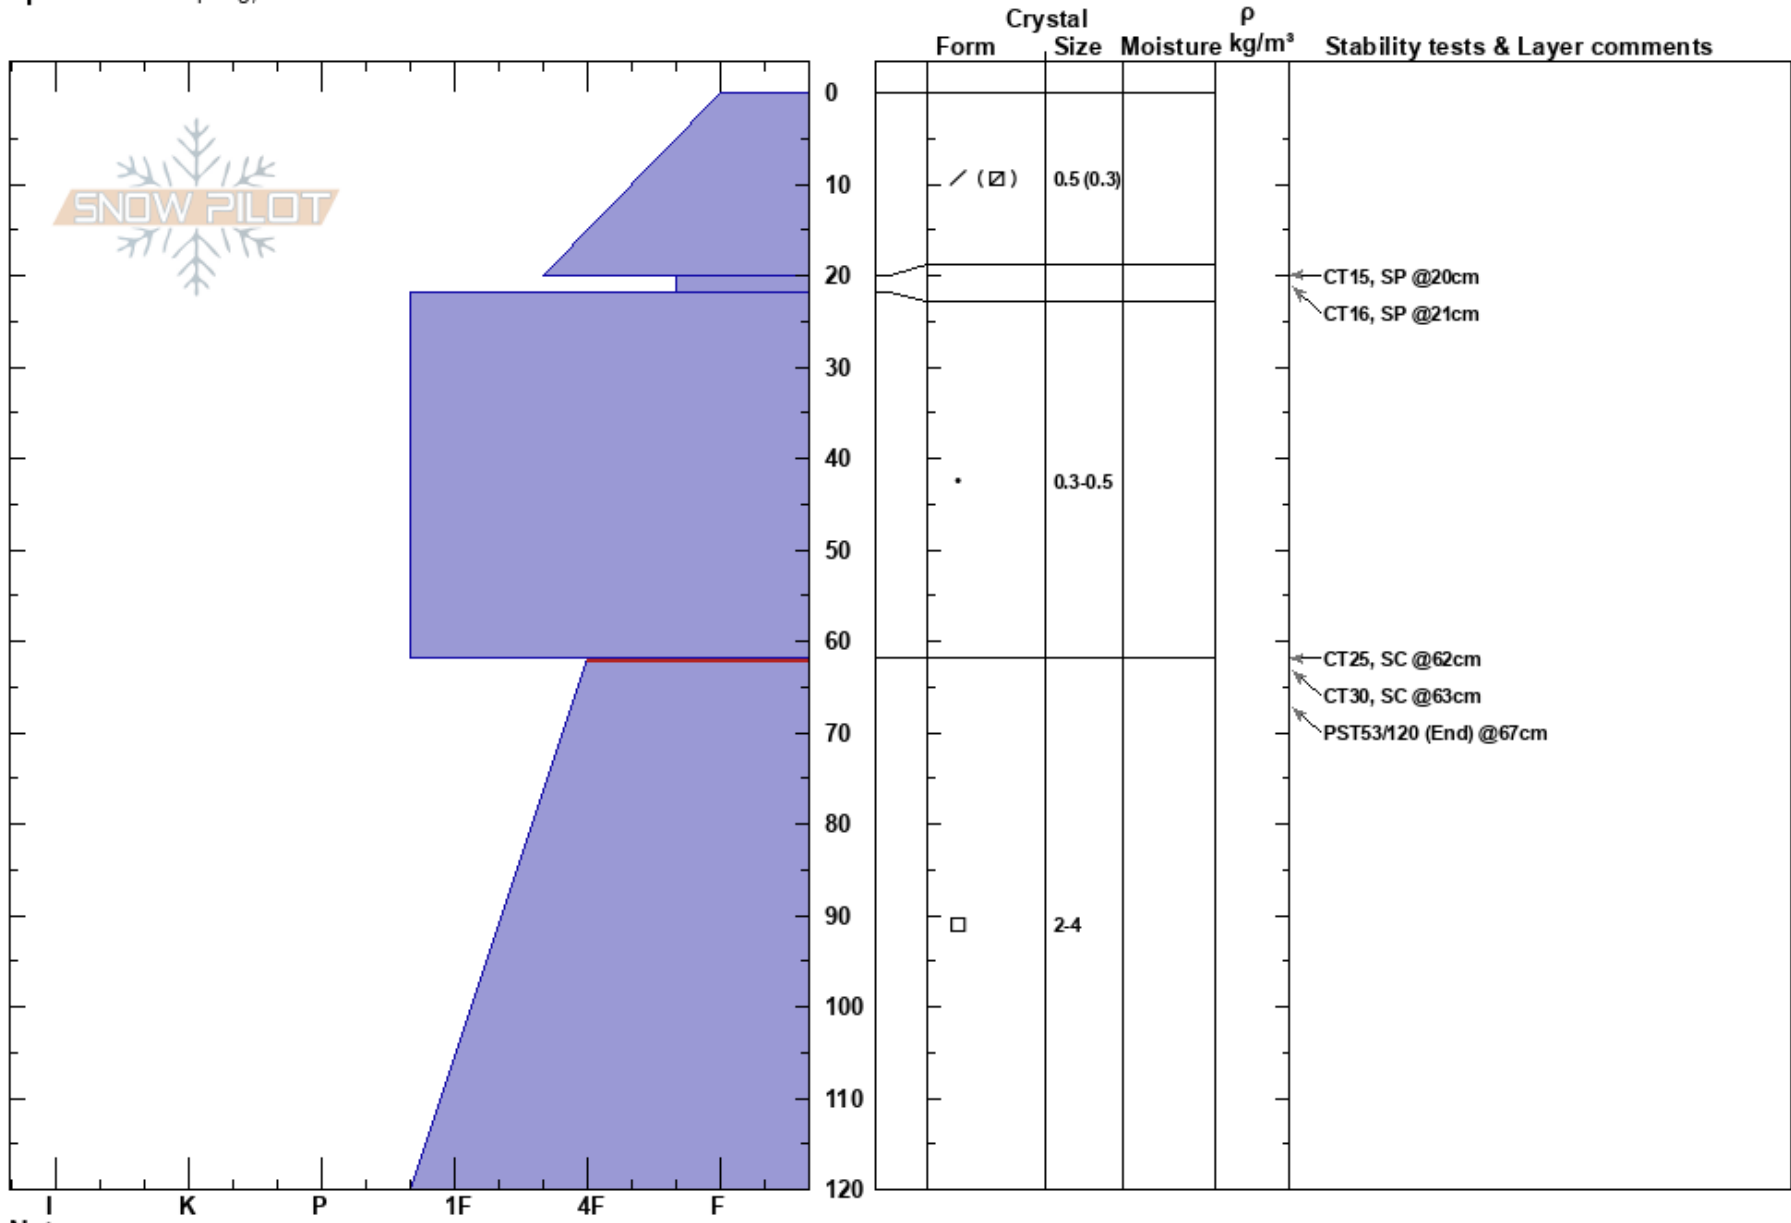 Crystal
ρ
Form Size Moisture kg/m³ Stability tests & Layer comments
SNOW PILOT
0
10
20
30
40
50
60
70
80
90
100
110
120
0.5 (0.3)
0.3-0.5
2-4
CT15, SP @20cm
CT16, SP @21cm
CT25, SC @62cm
CT30, SC @63cm
PST53/120 (End) @67cm
I K P 1F 4F F